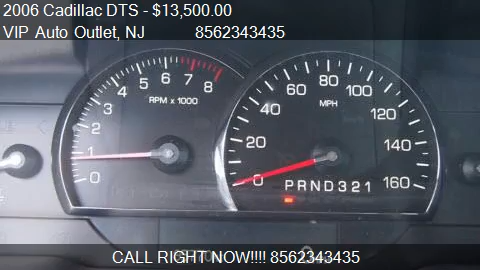 2006 Cadillac DTS - $13,500.00
VIP Auto Outlet, NJ 8562343435
0 1 2 3 4 5 6 7 8
RPM x 1000
0 20 40 60 80 100 120 140 160
MPH
PRND321
CALL RIGHT NOW!!!! 8562343435